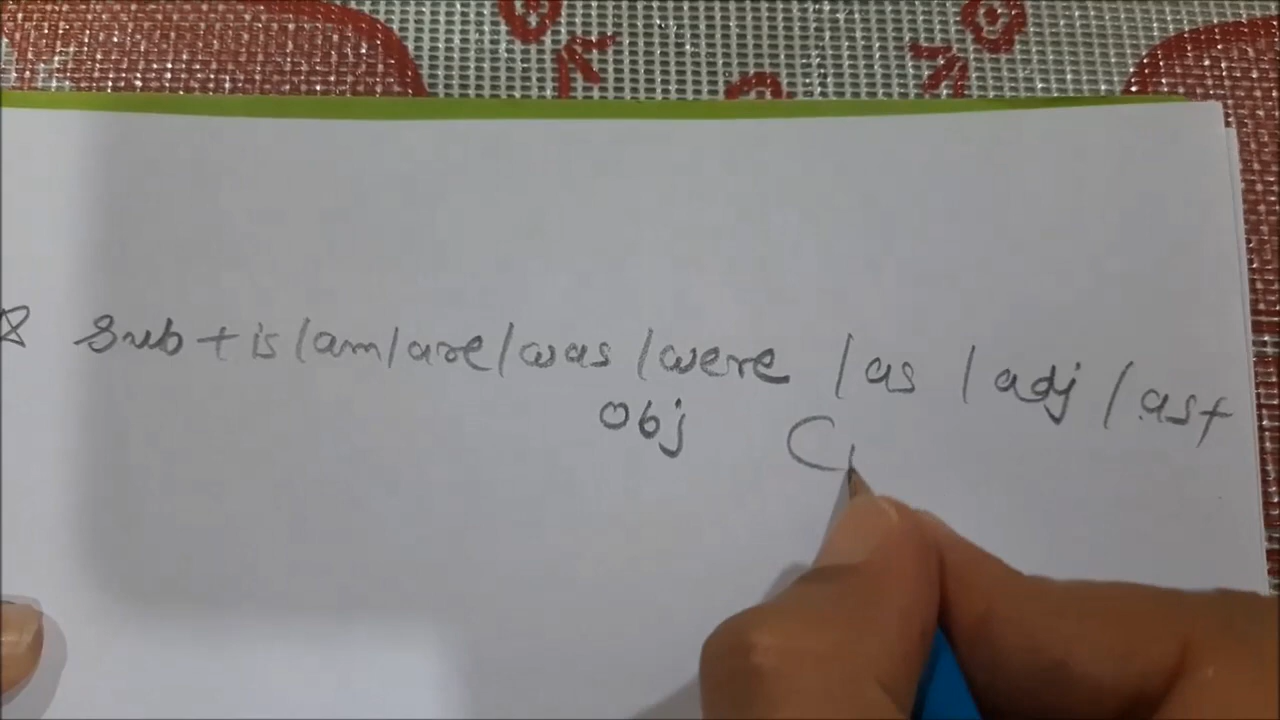 sub + is / am / are / was / were / as / adj / as +
obj C